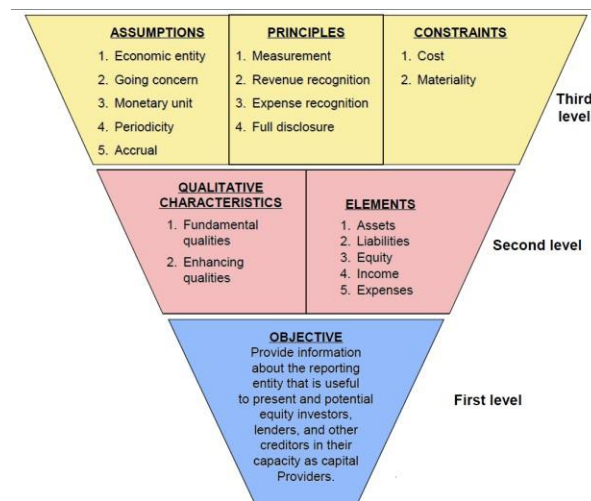 ASSUMPTIONS
1. Economic entity
2. Going concern
3. Monetary unit
4. Periodicity
5. Accrual
PRINCIPLES
1. Measurement
2. Revenue recognition
3. Expense recognition
4. Full disclosure
CONSTRAINTS
1. Cost
2. Materiality
Third
level
QUALITATIVE
CHARACTERISTICS
1. Fundamental
qualities
2. Enhancing
qualities
ELEMENTS
1. Assets
2. Liabilities
3. Equity
4. Income
5. Expenses
Second level
OBJECTIVE
Provide information
about the reporting
entity that is useful
to present and potential
equity investors,
lenders, and other
creditors in their
capacity as capital
Providers.
First level